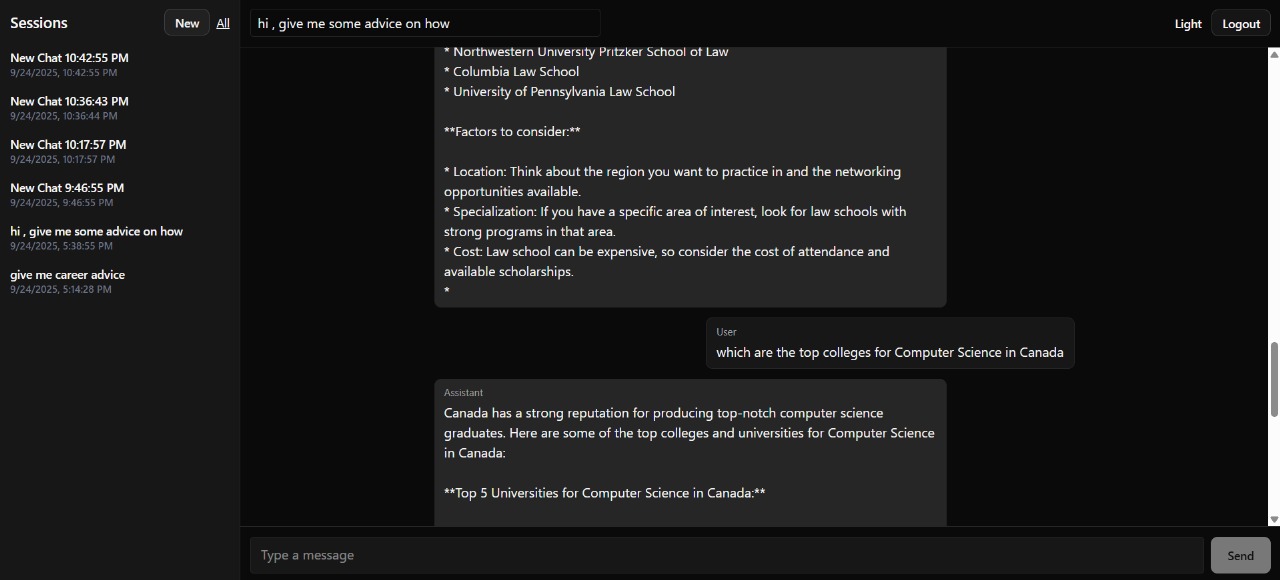 Sessions
New
All
New Chat 10:42:55 PM
9/24/2025, 10:42:55 PM
New Chat 10:36:43 PM
9/24/2025, 10:36:44 PM
New Chat 10:17:57 PM
9/24/2025, 10:17:57 PM
New Chat 9:46:55 PM
9/24/2025, 9:46:55 PM
hi , give me some advice on how
9/24/2025, 5:38:55 PM
give me career advice
9/24/2025, 5:14:28 PM
hi , give me some advice on how
Light
Logout
* Northwestern University Pritzker School of Law
* Columbia Law School
* University of Pennsylvania Law School
**Factors to consider:**
* Location: Think about the region you want to practice in and the networking
opportunities available.
* Specialization: If you have a specific area of interest, look for law schools with
strong programs in that area.
* Cost: Law school can be expensive, so consider the cost of attendance and
available scholarships.
*
User
which are the top colleges for Computer Science in Canada
Assistant
Canada has a strong reputation for producing top-notch computer science
graduates. Here are some of the top colleges and universities for Computer Science
in Canada:
**Top 5 Universities for Computer Science in Canada:**
Type a message
Send